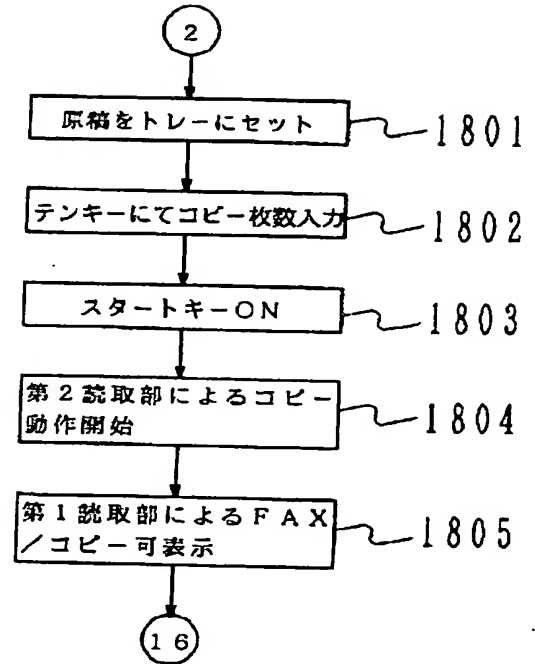 2
原稿をトレーにセット
1801
テンキーにてコピー枚数入力
1802
スタートキーON
1803
第2読取部によるコピー
動作開始
1804
第1読取部によるFAX
/コピー可表示
1805
16